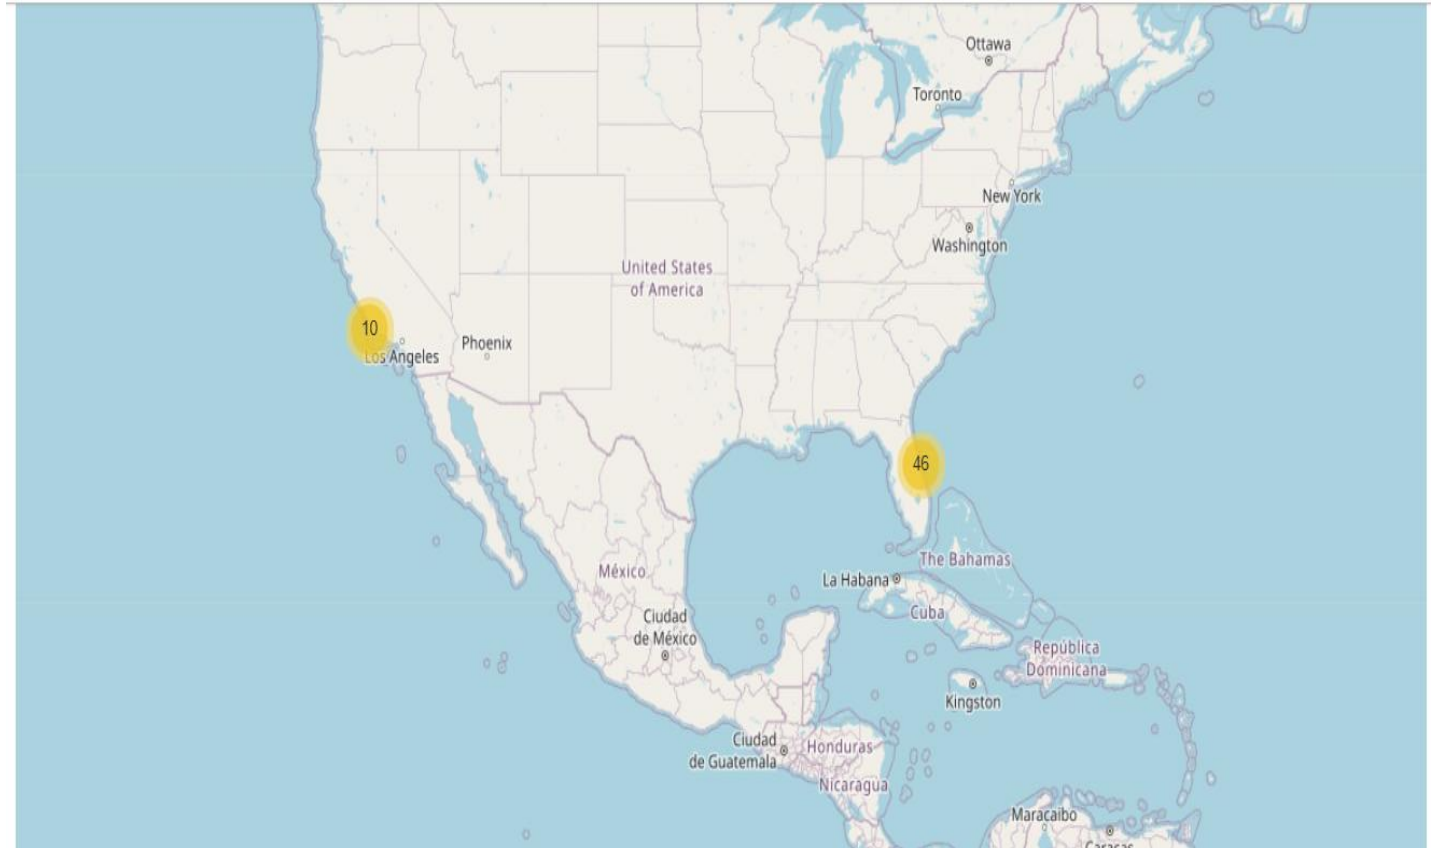 Ottawa
Toronto
New York
Washington
United States
of America
10
Los Angeles
Phoenix
46
The Bahamas
La Habana
México
Cuba
Ciudad
de México
República
Dominicana
Kingston
Ciudad
de Guatemala
Honduras
Nicaragua
Maracaibo
Caracas